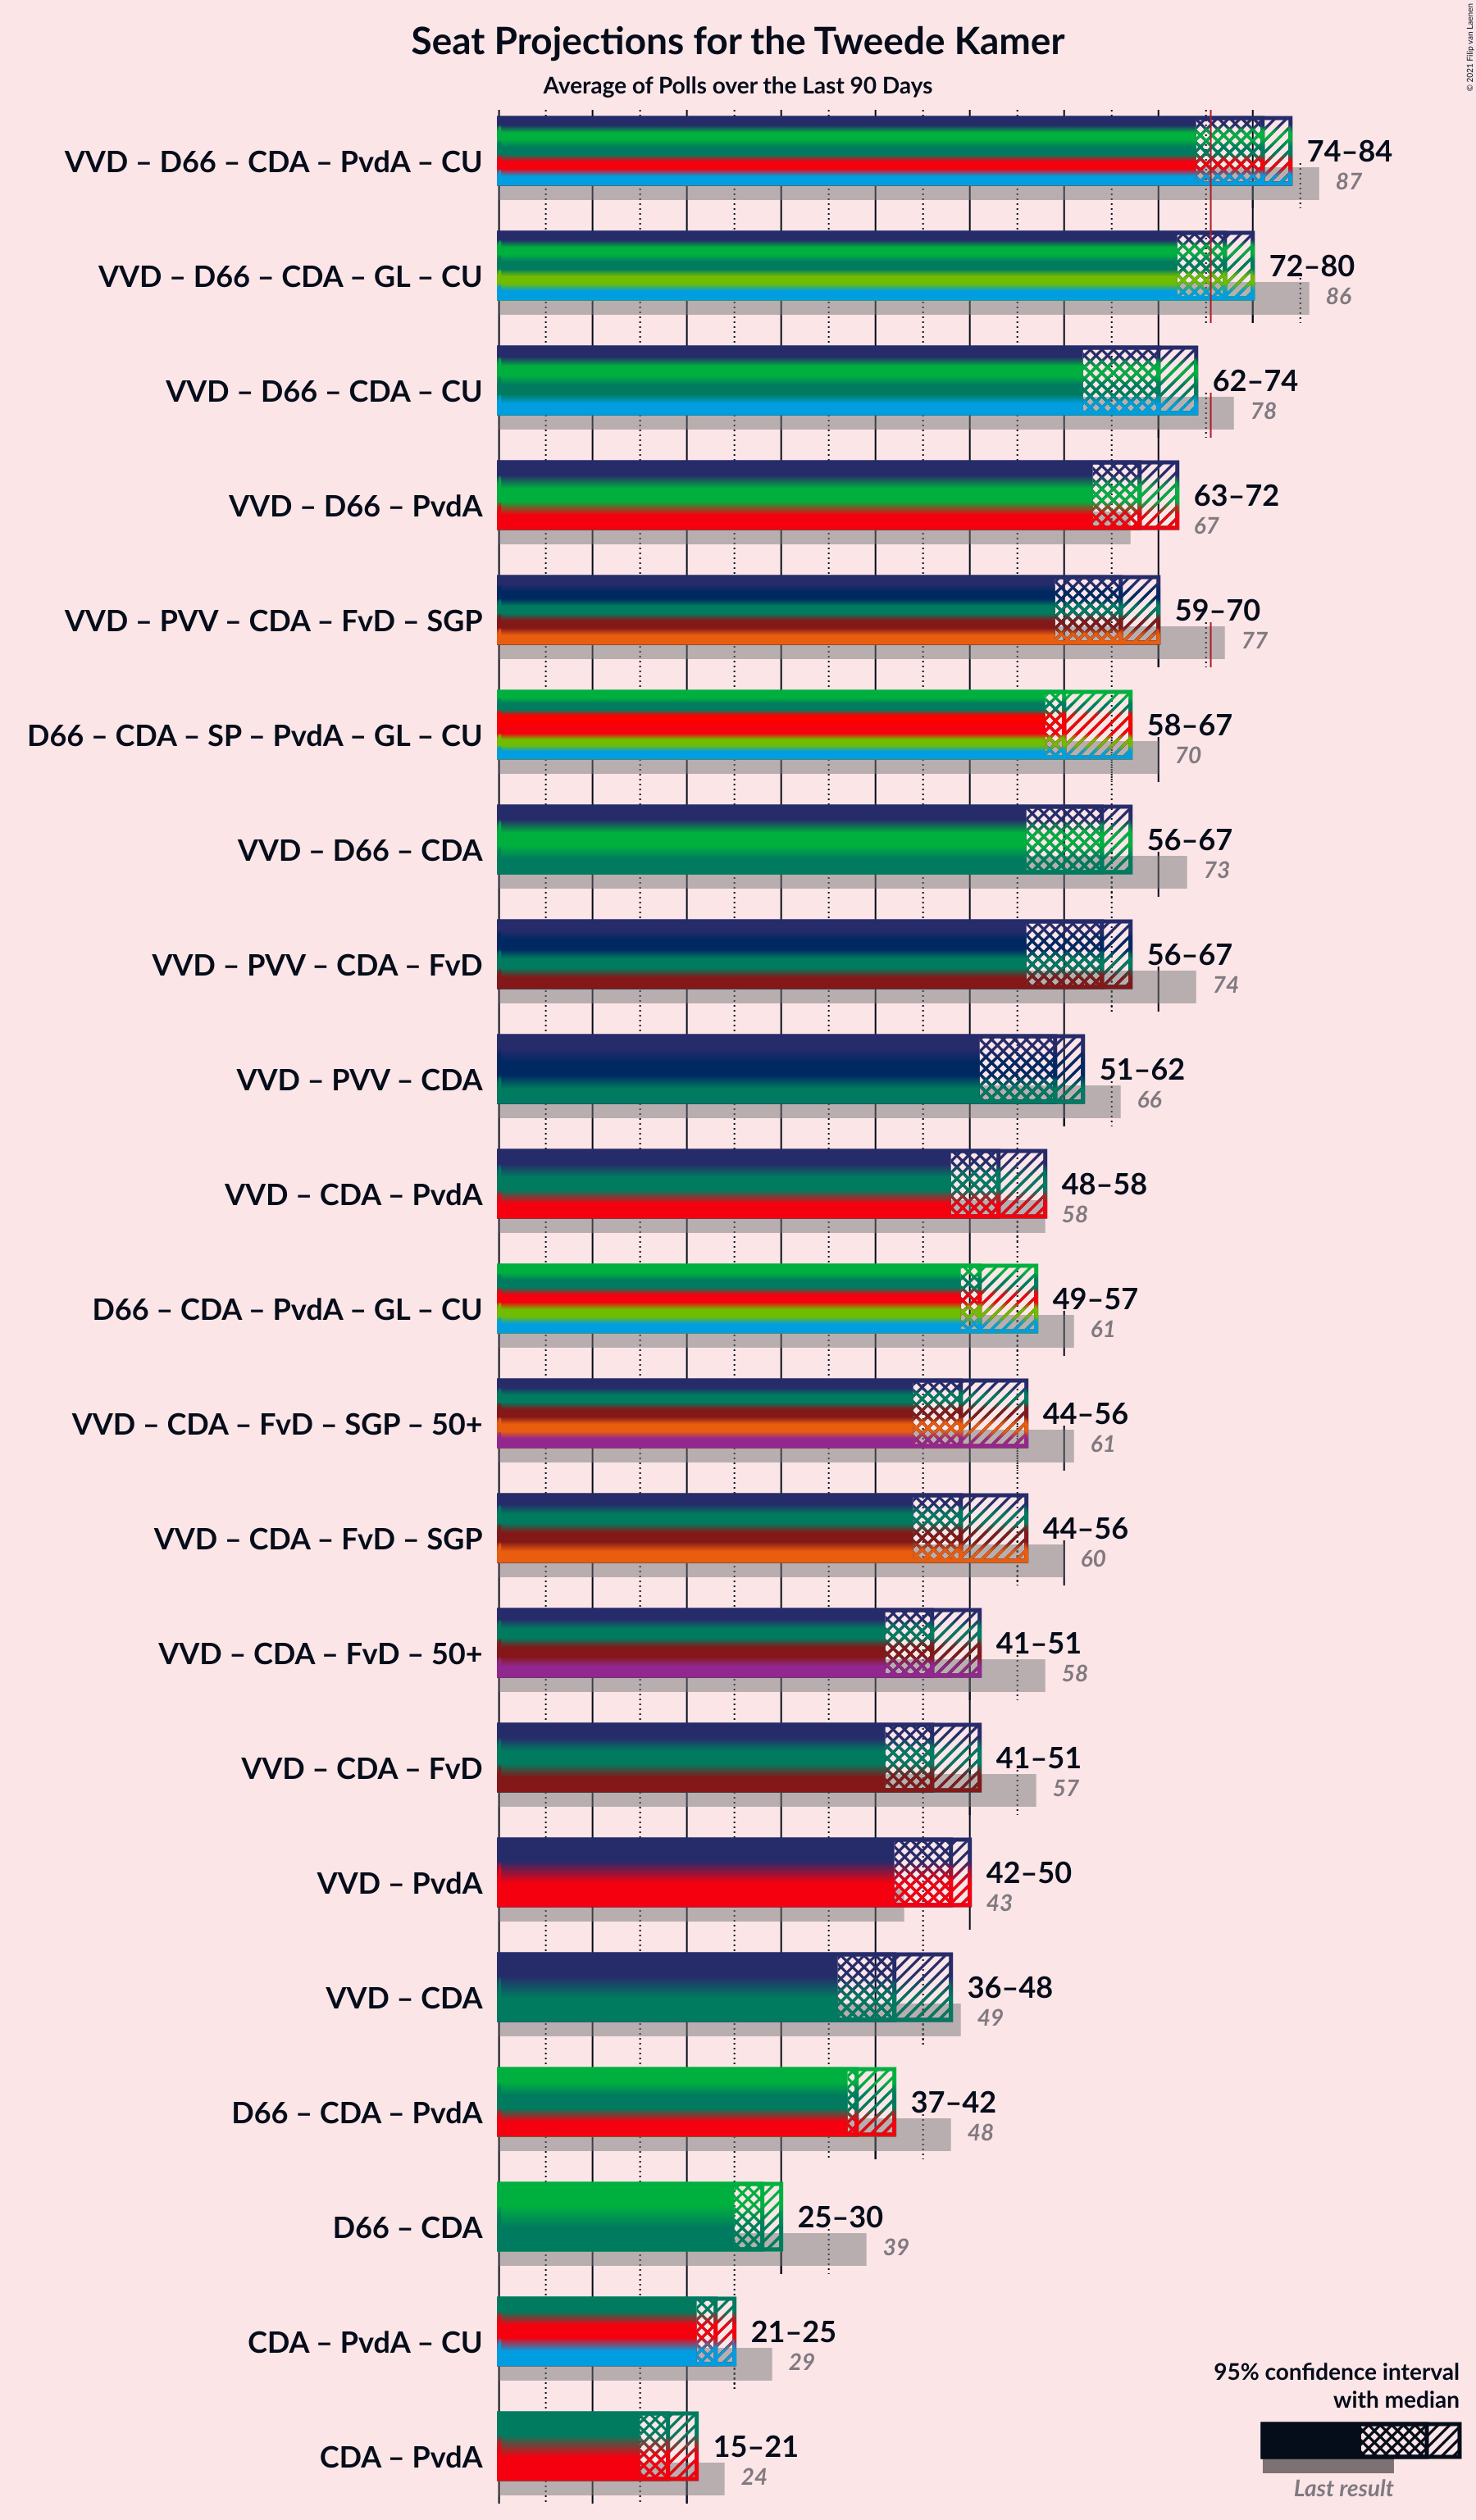 Seat Projections for the Tweede Kamer
Average of Polls over the Last 90 Days
© 2021 Filip van Laenen
VVD – D66 – CDA – PvdA – CU
74–84
87
VVD – D66 – CDA – GL – CU
72–80
86
VVD – D66 – CDA – CU
62–74
78
VVD – D66 – PvdA
63–72
67
VVD – PVV – CDA – FvD – SGP
59–70
77
D66 – CDA – SP – PvdA – GL – CU
58–67
70
VVD – D66 – CDA
56–67
73
VVD – PVV – CDA – FvD
56–67
74
VVD – PVV – CDA
51–62
66
VVD – CDA – PvdA
48–58
58
D66 – CDA – PvdA – GL – CU
49–57
61
VVD – CDA – FvD – SGP – 50+
44–56
61
VVD – CDA – FvD – SGP
44–56
60
VVD – CDA – FvD – 50+
41–51
58
VVD – CDA – FvD
41–51
57
VVD – PvdA
42–50
43
VVD – CDA
36–48
49
D66 – CDA – PvdA
37–42
48
D66 – CDA
25–30
39
CDA – PvdA – CU
21–25
29
CDA – PvdA
15–21
24
95% confidence interval
with median
Last result